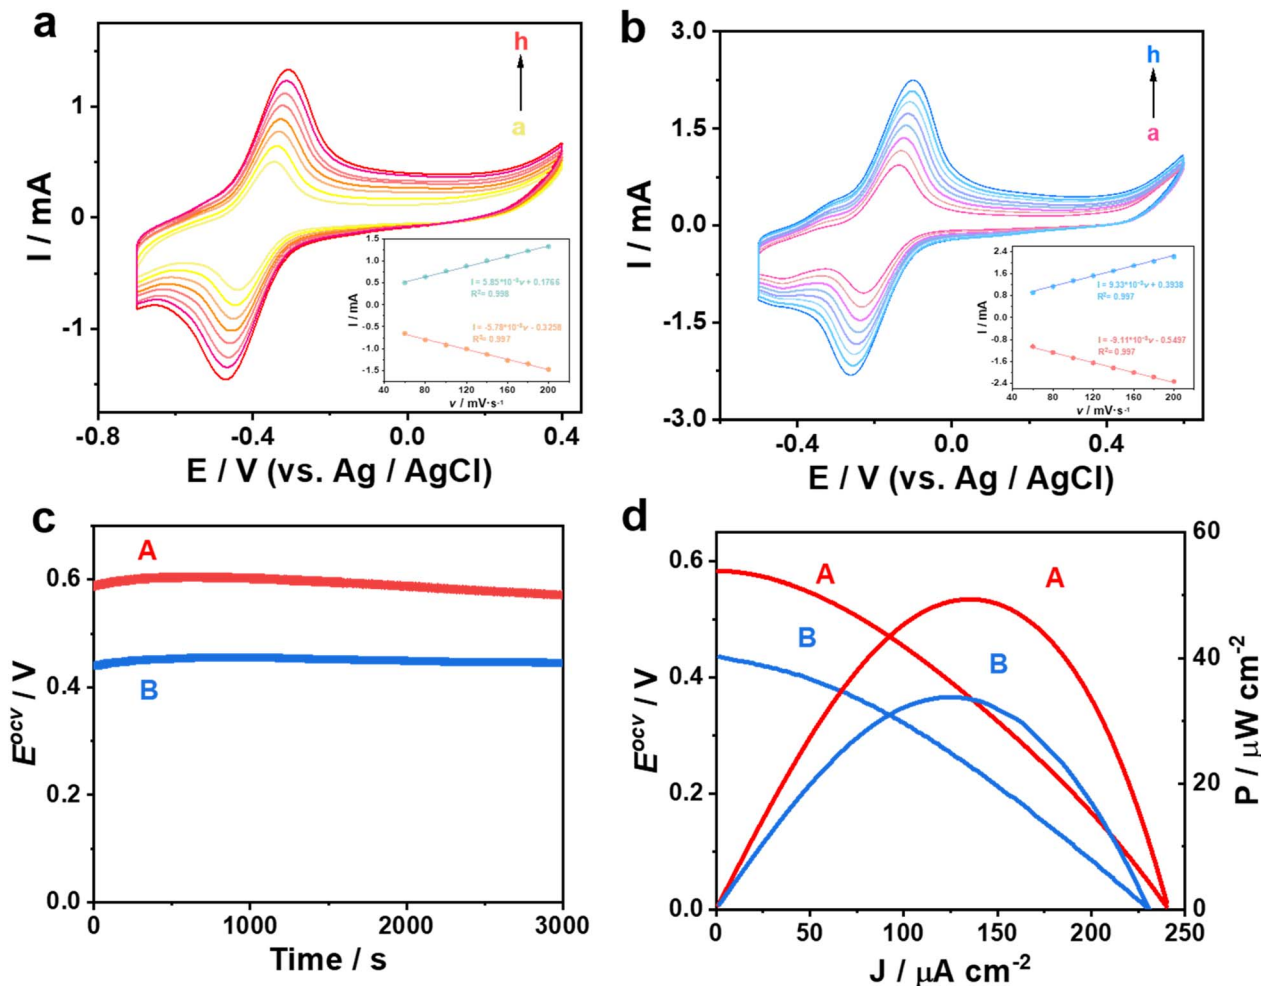 a
h
a
I / mA
1
0
-1
-0.8
-0.4
0.0
0.4
E / V (vs. Ag / AgCl)
1.5
1.0
0.5
0.0
-0.5
-1.0
-1.5
I / mA
I = 5.85*10⁻³v + 0.1766
R²= 0.998
I = -5.78*10⁻³v - 0.3258
R²= 0.997
40
80
120
160
200
v / mV·s⁻¹
b
h
a
I / mA
3.0
1.5
0.0
-1.5
-3.0
-0.4
0.0
0.4
E / V (vs. Ag / AgCl)
2.4
1.6
0.8
0.0
-0.8
-1.6
-2.4
I / mA
I = 9.33*10⁻³v + 0.3938
R²= 0.997
I = -9.11*10⁻³v - 0.5497
R²= 0.997
40
80
120
160
200
v / mV·s⁻¹
c
A
B
E^ocv / V
0.6
0.4
0.2
0.0
0
1000
2000
3000
Time / s
d
A
A
B
B
E^ocv / V
0.6
0.4
0.2
0.0
60
40
20
0
P / μW cm⁻²
0
50
100
150
200
250
J / μA cm⁻²